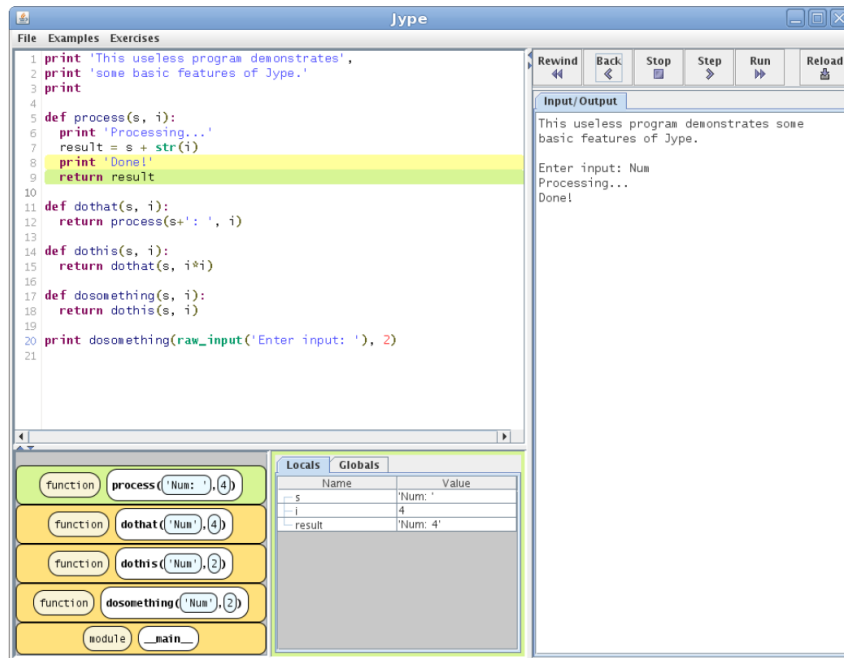 Jype
File Examples Exercises
1 print 'This useless program demonstrates',
2 print 'some basic features of Jype.'
3 print
4
5 def process(s, i):
6 print 'Processing...'
7 result = s + str(i)
8 print 'Done!'
9 return result
10
11 def dothat(s, i):
12 return process(s+': ', i)
13
14 def dothis(s, i):
15 return dothat(s, i*i)
16
17 def dosomething(s, i):
18 return dothis(s, i)
19
20 print dosomething(raw_input('Enter input: '), 2)
21
Rewind Back Stop Step Run Reload
Input/Output
This useless program demonstrates some
basic features of Jype.
Enter input: Num
Processing...
Done!
function process('Num: ',4)
function dothat('Num',4)
function dothis('Num',2)
function dosomething('Num',2)
module __main__
Locals Globals
Name Value
s 'Num: '
i 4
result 'Num: 4'